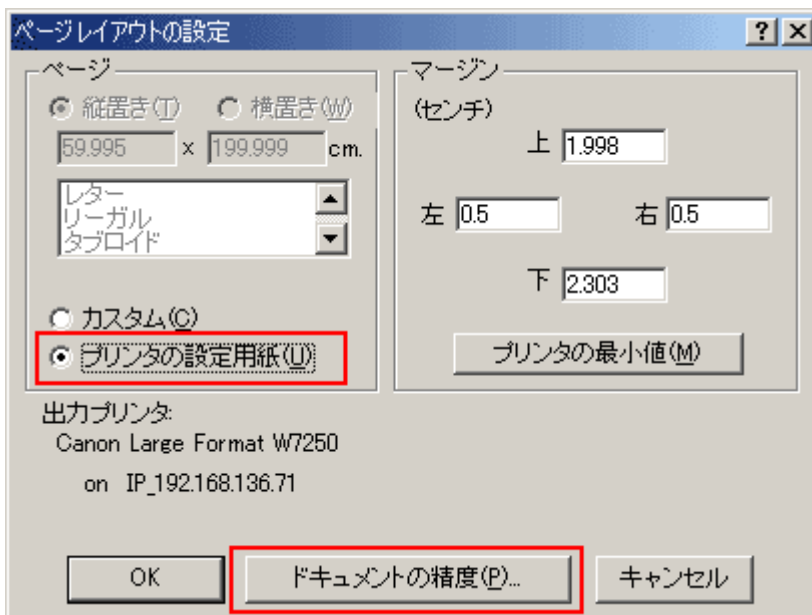 ページレイアウトの設定
ページ
縦置き(T) 横置き(W)
59.995 x 199.999 cm.
レター
リーガル
タブロイド
カスタム(C)
プリンタの設定用紙(U)
マージン
(センチ)
上 1.998
左 0.5 右 0.5
下 2.303
プリンタの最小値(M)
出力プリンタ:
Canon Large Format W7250
on IP_192.168.136.71
OK ドキュメントの精度(P)... キャンセル